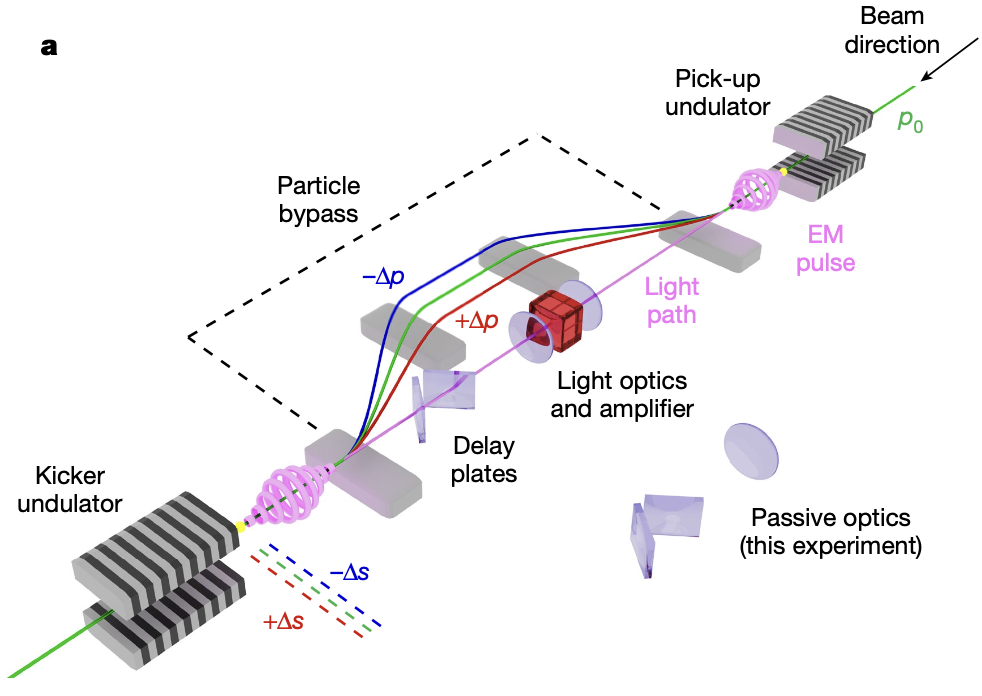 a
Beam
direction
Pick-up
undulator
p0
Particle
bypass
EM
pulse
−Δp
Light
path
+Δp
Light optics
and amplifier
Delay
plates
Kicker
undulator
Passive optics
(this experiment)
−Δs
+Δs